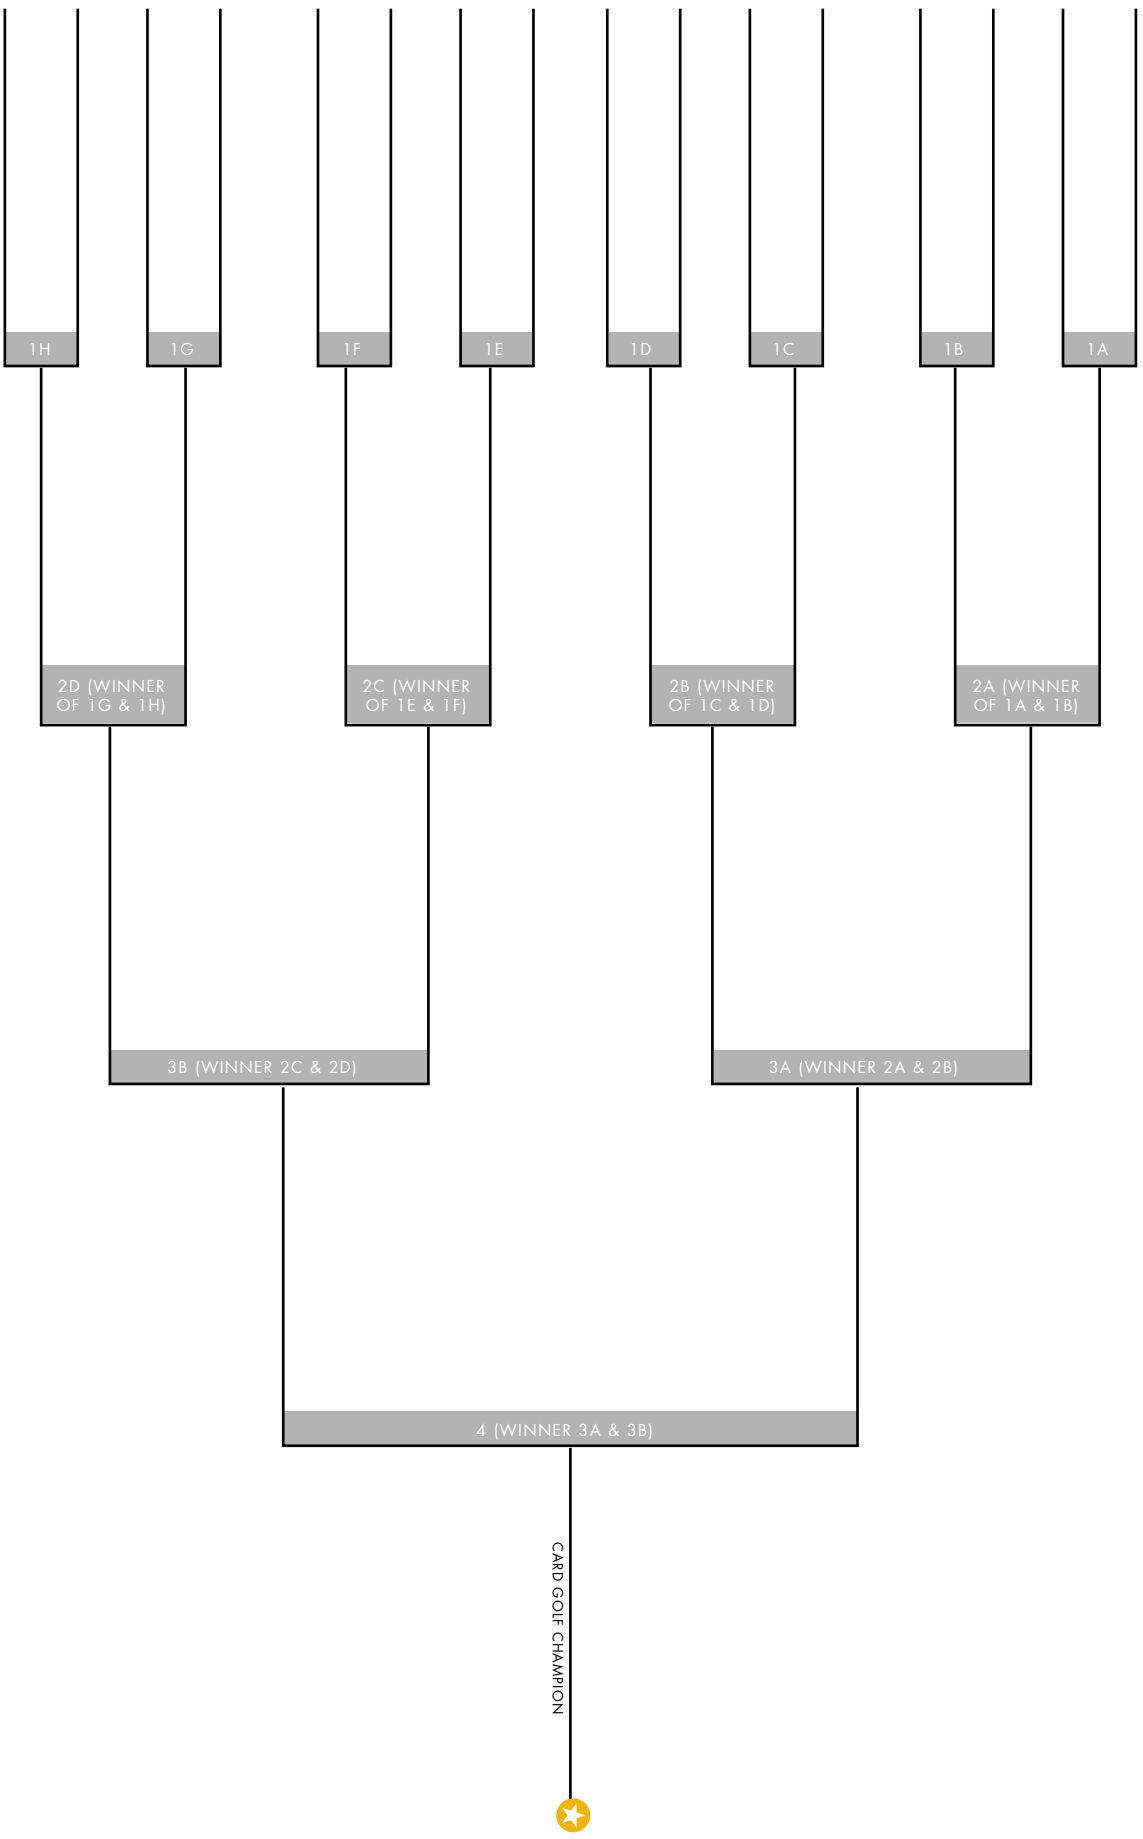 1H
1G
1F
1E
1D
1C
1B
1A
2D (WINNER
OF 1G & 1H)
2C (WINNER
OF 1E & 1F)
2B (WINNER
OF 1C & 1D)
2A (WINNER
OF 1A & 1B)
3B (WINNER 2C & 2D)
3A (WINNER 2A & 2B)
4 (WINNER 3A & 3B)
CARD GOLF CHAMPION